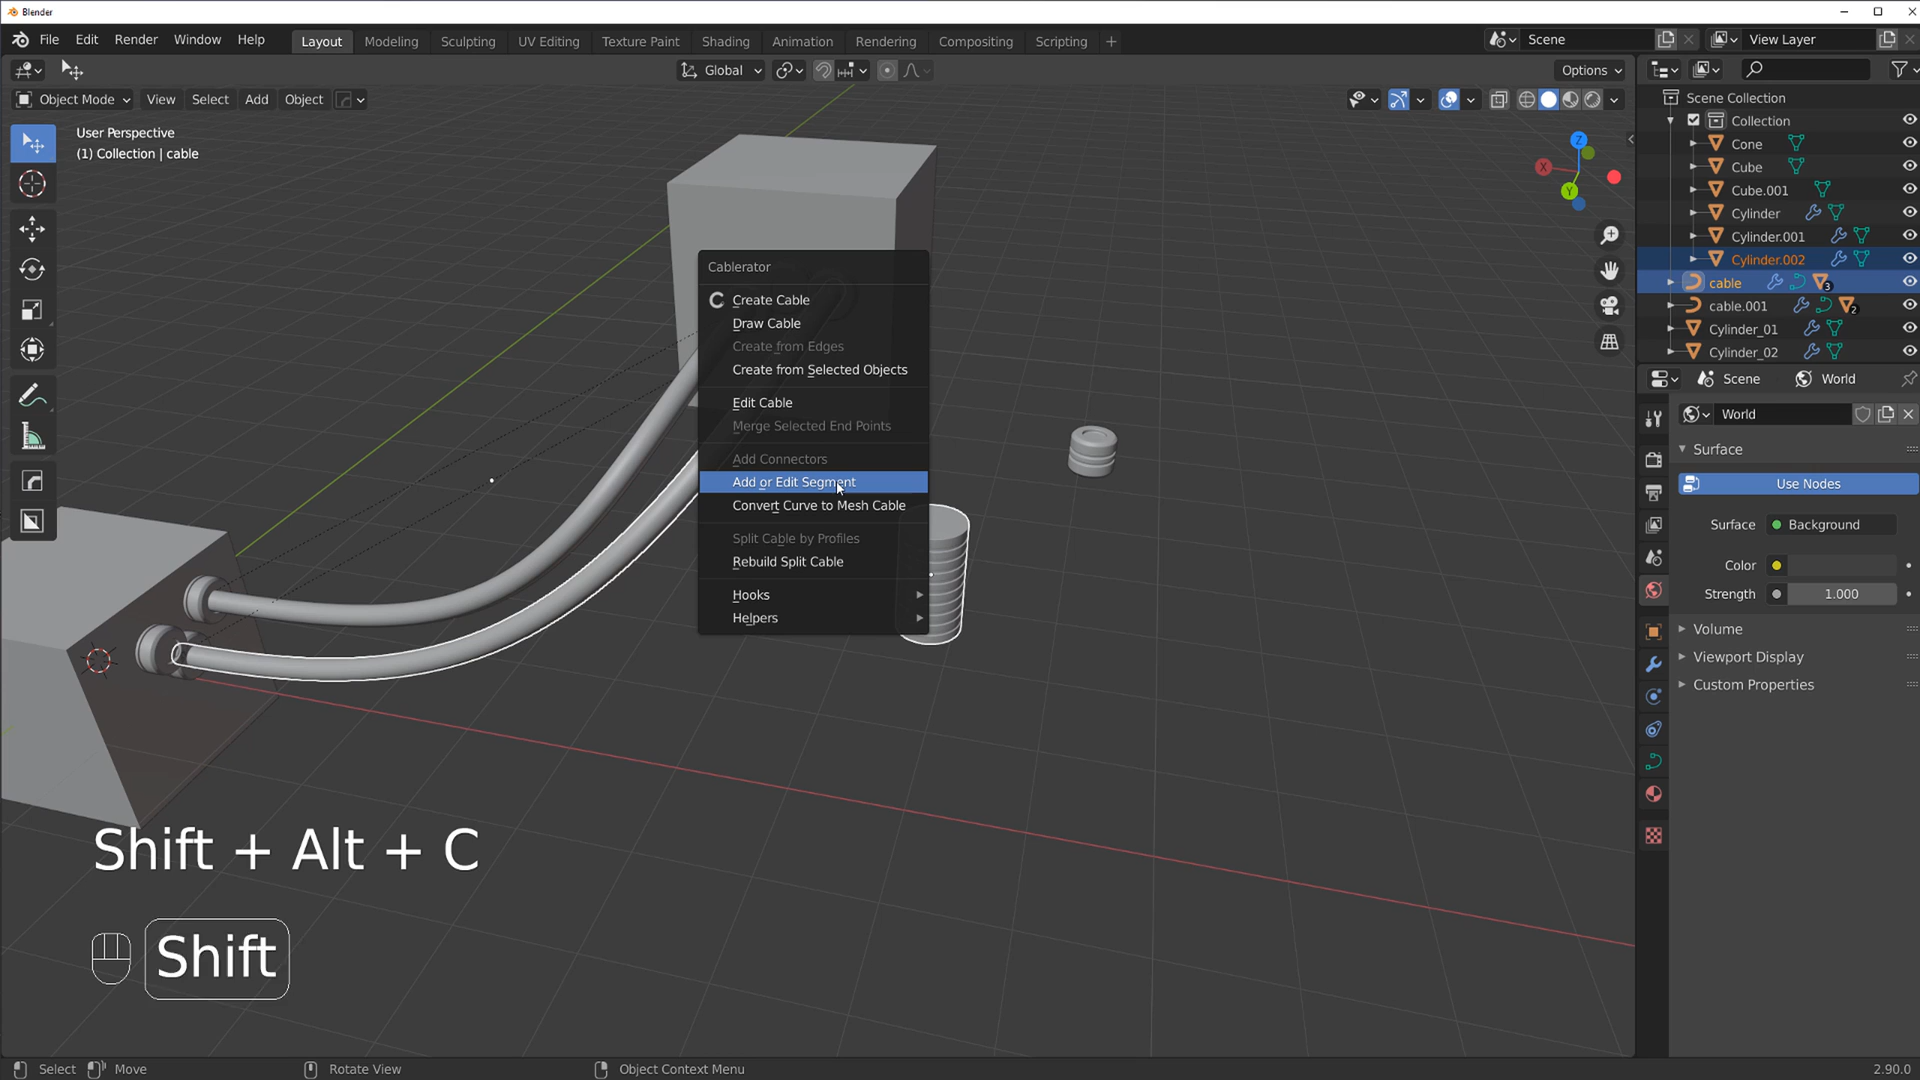 Blender
File Edit Render Window Help
Layout Modeling Sculpting UV Editing Texture Paint Shading Animation Rendering Compositing Scripting +
Scene
View Layer
Global
Options
Object Mode View Select Add Object
User Perspective
(1) Collection | cable
Z
X
Y
Scene Collection
Collection
Cone
Cube
Cube.001
Cylinder
Cylinder.001
Cylinder.002
cable 3
cable.001 2
Cylinder_01
Cylinder_02
Cablerator
Create Cable
Draw Cable
Create from Edges
Create from Selected Objects
Edit Cable
Merge Selected End Points
Add Connectors
Add or Edit Segment
Convert Curve to Mesh Cable
Split Cable by Profiles
Rebuild Split Cable
Hooks
Helpers
Scene World
World
Surface
Use Nodes
Surface Background
Color
Strength 1.000
Volume
Viewport Display
Custom Properties
Shift + Alt + C
Shift
Select Move Rotate View Object Context Menu 2.90.0